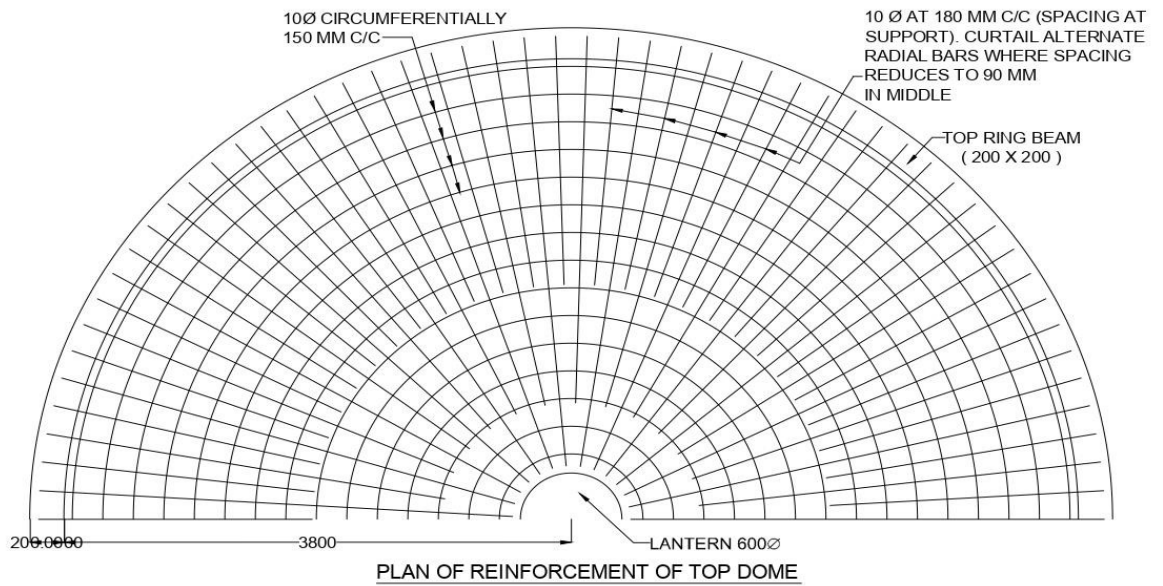 10Ø CIRCUMFERENTIALLY
150 MM C/C
10 Ø AT 180 MM C/C (SPACING AT
SUPPORT). CURTAIL ALTERNATE
RADIAL BARS WHERE SPACING
REDUCES TO 90 MM
IN MIDDLE
TOP RING BEAM
( 200 X 200 )
200.0000
3800
LANTERN 600∅
PLAN OF REINFORCEMENT OF TOP DOME